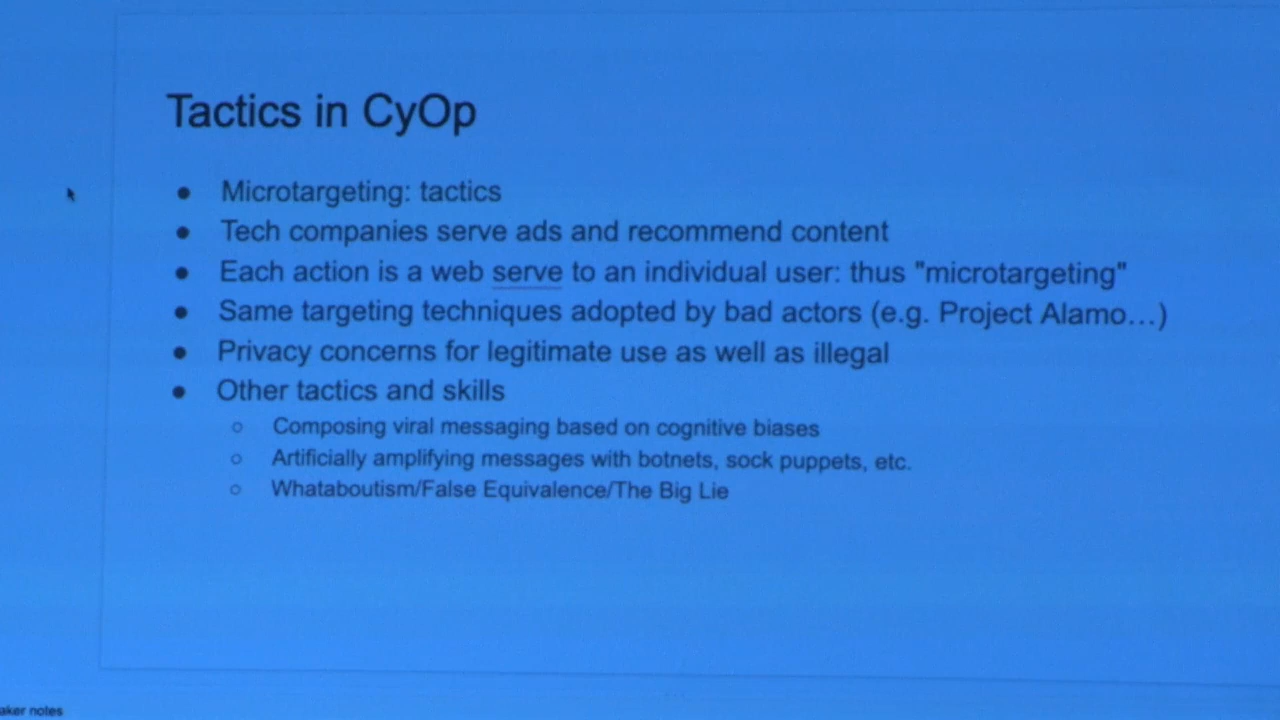 Tactics in CyOp
● Microtargeting: tactics
● Tech companies serve ads and recommend content
● Each action is a web serve to an individual user: thus "microtargeting"
● Same targeting techniques adopted by bad actors (e.g. Project Alamo…)
● Privacy concerns for legitimate use as well as illegal
● Other tactics and skills
○ Composing viral messaging based on cognitive biases
○ Artificially amplifying messages with botnets, sock puppets, etc.
○ Whataboutism/False Equivalence/The Big Lie
aker notes